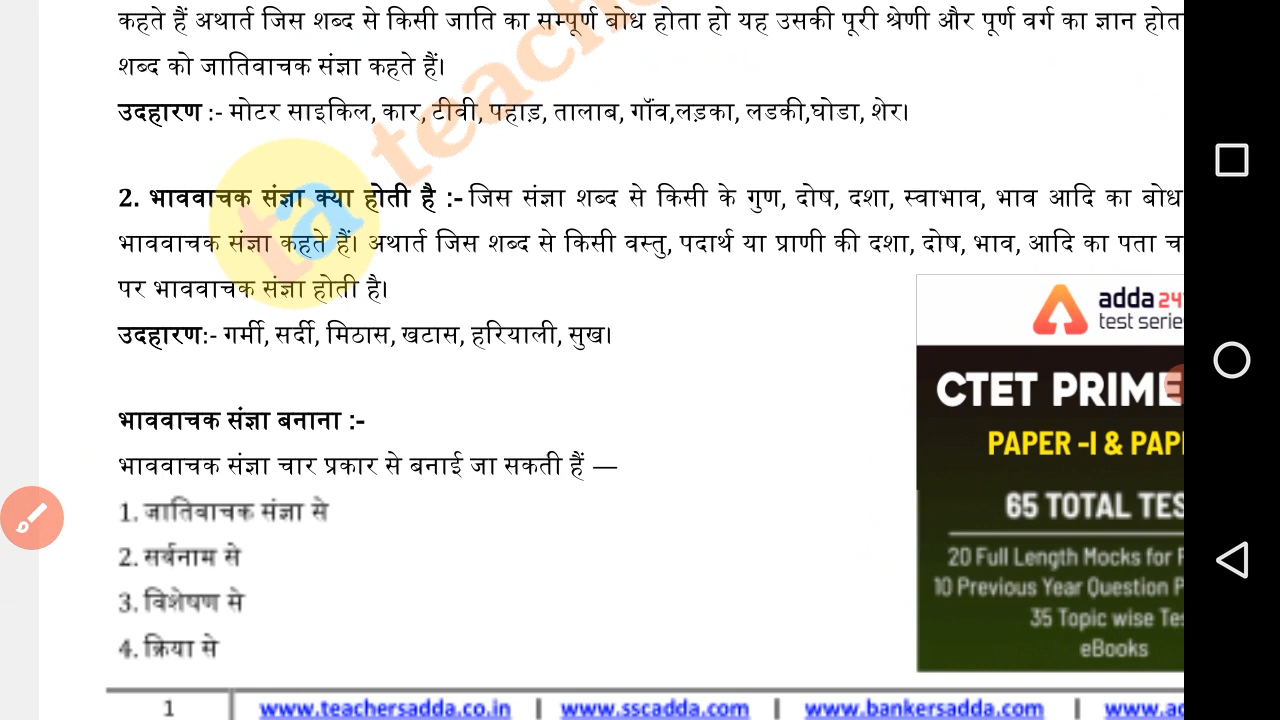 कहते हैं अथार्त जिस शब्द से किसी जाति का सम्पूर्ण बोध होता हो यह उसकी पूरी श्रेणी और पूर्ण वर्ग का ज्ञान होता
शब्द को जातिवाचक संज्ञा कहते हैं।
उदहारण :- मोटर साइकिल, कार, टीवी, पहाड़, तालाब, गाँव,लड़का, लडकी,घोडा, शेर।
teache
ta
2. भाववाचक संज्ञा क्या होती है :- जिस संज्ञा शब्द से किसी के गुण, दोष, दशा, स्वाभाव, भाव आदि का बोध
भाववाचक संज्ञा कहते हैं। अथार्त जिस शब्द से किसी वस्तु, पदार्थ या प्राणी की दशा, दोष, भाव, आदि का पता च
पर भाववाचक संज्ञा होती है।
उदहारण:- गर्मी, सर्दी, मिठास, खटास, हरियाली, सुख।
भाववाचक संज्ञा बनाना :-
भाववाचक संज्ञा चार प्रकार से बनाई जा सकती हैं —
1. जातिवाचक संज्ञा से
2. सर्वनाम से
3. विशेषण से
4. क्रिया से
adda 24
test serie
CTET PRIME
PAPER -I & PAP
65 TOTAL TES
20 Full Length Mocks for
10 Previous Year Question P
35 Topic wise Tes
eBooks
1 | www.teachersadda.co.in | www.sscadda.com | www.bankersadda.com | www.a